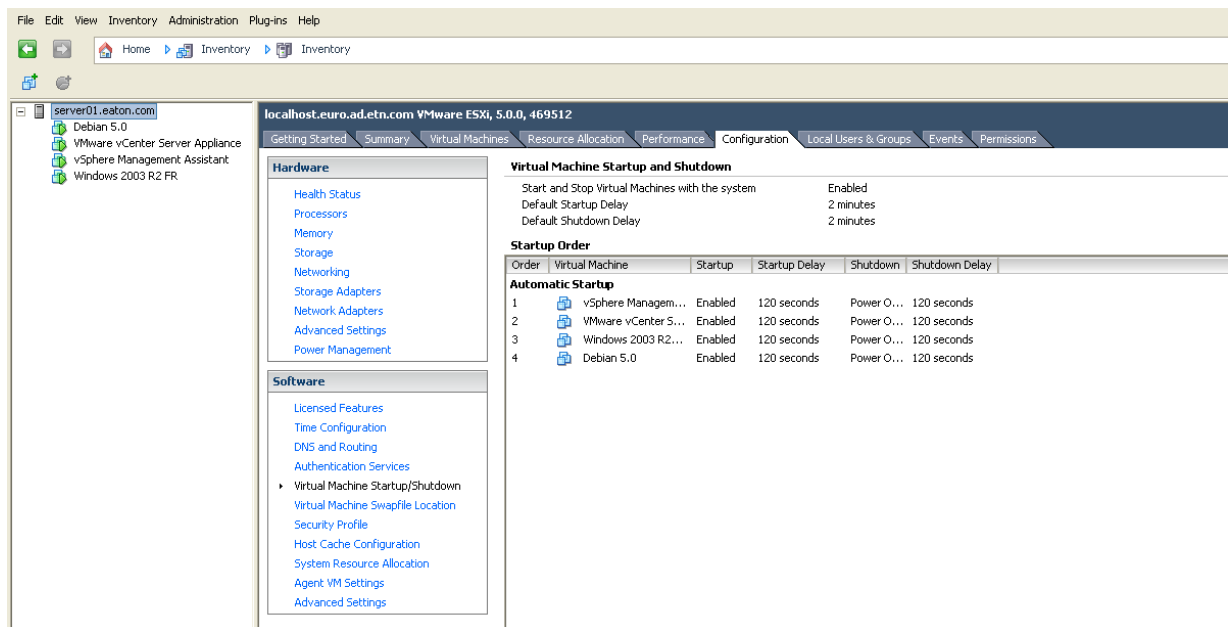 File Edit View Inventory Administration Plug-ins Help
Home Inventory Inventory
server01.eaton.com
Debian 5.0
VMware vCenter Server Appliance
vSphere Management Assistant
Windows 2003 R2 FR
localhost.euro.ad.etn.com VMware ESXi, 5.0.0, 469512
Getting Started Summary Virtual Machines Resource Allocation Performance Configuration Local Users & Groups Events Permissions
Hardware
Health Status
Processors
Memory
Storage
Networking
Storage Adapters
Network Adapters
Advanced Settings
Power Management
Software
Licensed Features
Time Configuration
DNS and Routing
Authentication Services
Virtual Machine Startup/Shutdown
Virtual Machine Swapfile Location
Security Profile
Host Cache Configuration
System Resource Allocation
Agent VM Settings
Advanced Settings
Virtual Machine Startup and Shutdown
Start and Stop Virtual Machines with the system Enabled
Default Startup Delay 2 minutes
Default Shutdown Delay 2 minutes
Startup Order
Order Virtual Machine Startup Startup Delay Shutdown Shutdown Delay
Automatic Startup
1 vSphere Managem... Enabled 120 seconds Power O... 120 seconds
2 VMware vCenter S... Enabled 120 seconds Power O... 120 seconds
3 Windows 2003 R2... Enabled 120 seconds Power O... 120 seconds
4 Debian 5.0 Enabled 120 seconds Power O... 120 seconds